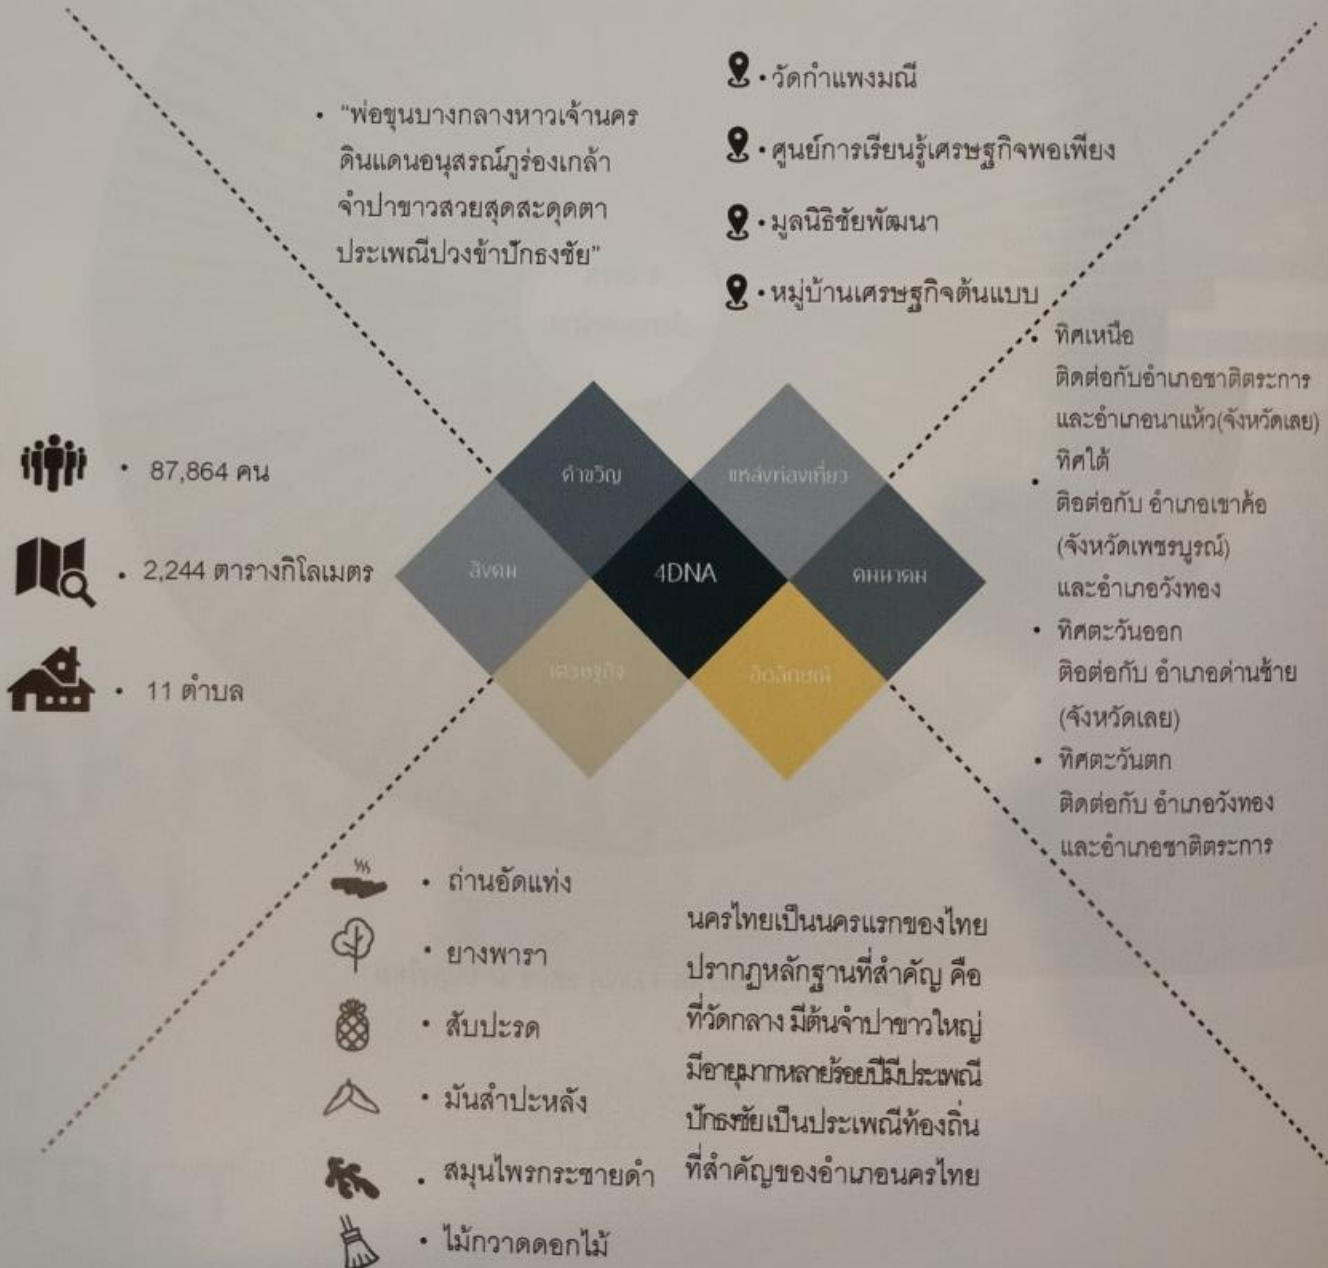 "พ่อขุนบางกลางหาวเจ้านคร
ดินแดนอนุสรณ์ภูร่องเกล้า
จำปาขาวสวยสุดสะดุดตา
ประเพณีปวงข้าปักธงชัย"
วัดกำแพงมณี
ศูนย์การเรียนรู้เศรษฐกิจพอเพียง
มูลนิธิชัยพัฒนา
หมู่บ้านเศรษฐกิจต้นแบบ
87,864 คน
2,244 ตารางกิโลเมตร
11 ตำบล
คำขวัญ
แหล่งท่องเที่ยว
สังคม
4DNA
คมนาคม
เศรษฐกิจ
อัตลักษณ์
ทิศเหนือ
ติดต่อกับอำเภอชาติตระการ
และอำเภอนาแห้ว(จังหวัดเลย)
ทิศใต้
ติอต่อกับ อำเภอเขาค้อ
(จังหวัดเพชรบูรณ์)
และอำเภอวังทอง
ทิศตะวันออก
ติอต่อกับ อำเภอด่านซ้าย
(จังหวัดเลย)
ทิศตะวันตก
ติดต่อกับ อำเภอวังทอง
และอำเภอชาติตระการ
ถ่านอัดแท่ง
ยางพารา
สับปะรด
มันสำปะหลัง
สมุนไพรกระชายดำ
ไม้กวาดดอกไม้
นครไทยเป็นนครแรกของไทย
ปรากฏหลักฐานที่สำคัญ คือ
ที่วัดกลาง มีต้นจำปาขาวใหญ่
มีอายุมากหลายร้อยปีมีประเพณี
ปักธงชัยเป็นประเพณีท้องถิ่น
ที่สำคัญของอำเภอนครไทย